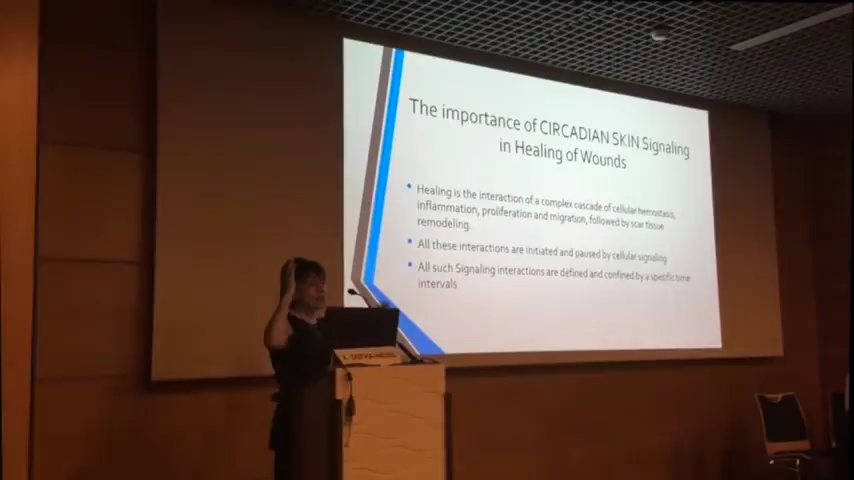 The importance of CIRCADIAN SKIN Signaling
in Healing of Wounds
• Healing is the interaction of a complex cascade of cellular hemostasis,
inflammation, proliferation and migration, followed by scar tissue
remodeling.
• All these interactions are initiated and paused by cellular signaling
• All such Signaling interactions are defined and confined by a specific time
intervals